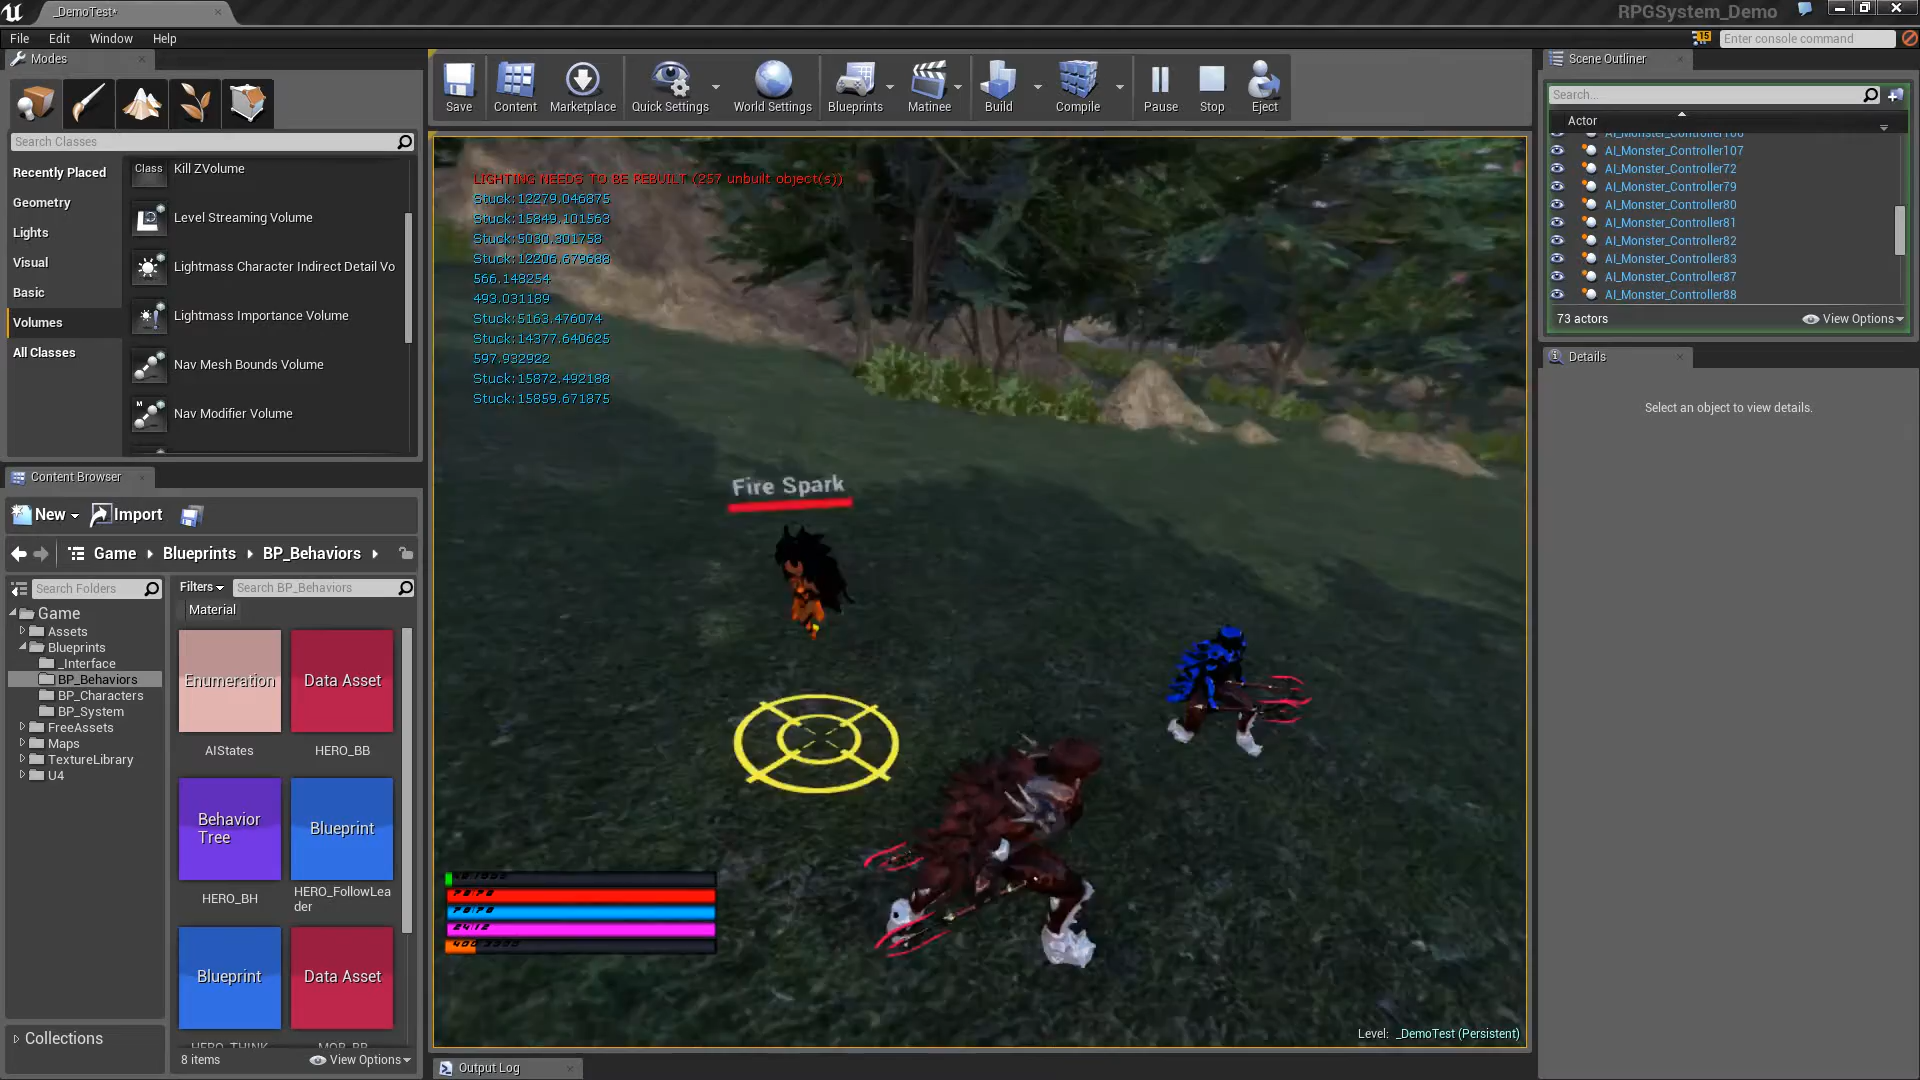 _DemoTest*
RPGSystem_Demo
File Edit Window Help
15
Enter console command
Modes
Search Classes
Recently Placed
Geometry
Lights
Visual
Basic
Volumes
All Classes
Class
Kill ZVolume
Level Streaming Volume
Lightmass Character Indirect Detail Vo
Lightmass Importance Volume
Nav Mesh Bounds Volume
M
Nav Modifier Volume
Save Content Marketplace Quick Settings World Settings Blueprints Matinee Build Compile Pause Stop Eject
LIGHTING NEEDS TO BE REBUILT (257 unbuilt object(s))
Stuck:12279.046875
Stuck:15849.101563
Stuck:5030.301758
Stuck:12206.679688
566.148254
493.031189
Stuck:5163.476074
Stuck:14377.640625
597.932922
Stuck:15872.492188
Stuck:15859.671875
Fire Spark
Level: _DemoTest (Persistent)
Output Log
Scene Outliner
Search...
Actor
AI_Monster_Controller106
AI_Monster_Controller107
AI_Monster_Controller72
AI_Monster_Controller79
AI_Monster_Controller80
AI_Monster_Controller81
AI_Monster_Controller82
AI_Monster_Controller83
AI_Monster_Controller87
AI_Monster_Controller88
73 actors
View Options
Details
Select an object to view details.
Content Browser
New Import
Game Blueprints BP_Behaviors
Search Folders
Game
Assets
Blueprints
_Interface
BP_Behaviors
BP_Characters
BP_System
FreeAssets
Maps
TextureLibrary
U4
Collections
Filters
Search BP_Behaviors
Material
Enumeration
Data Asset
AIStates
HERO_BB
Behavior
Tree
Blueprint
HERO_BH
HERO_FollowLea
der
Blueprint
Data Asset
HERO_THINK
MOB_BB
8 items
View Options